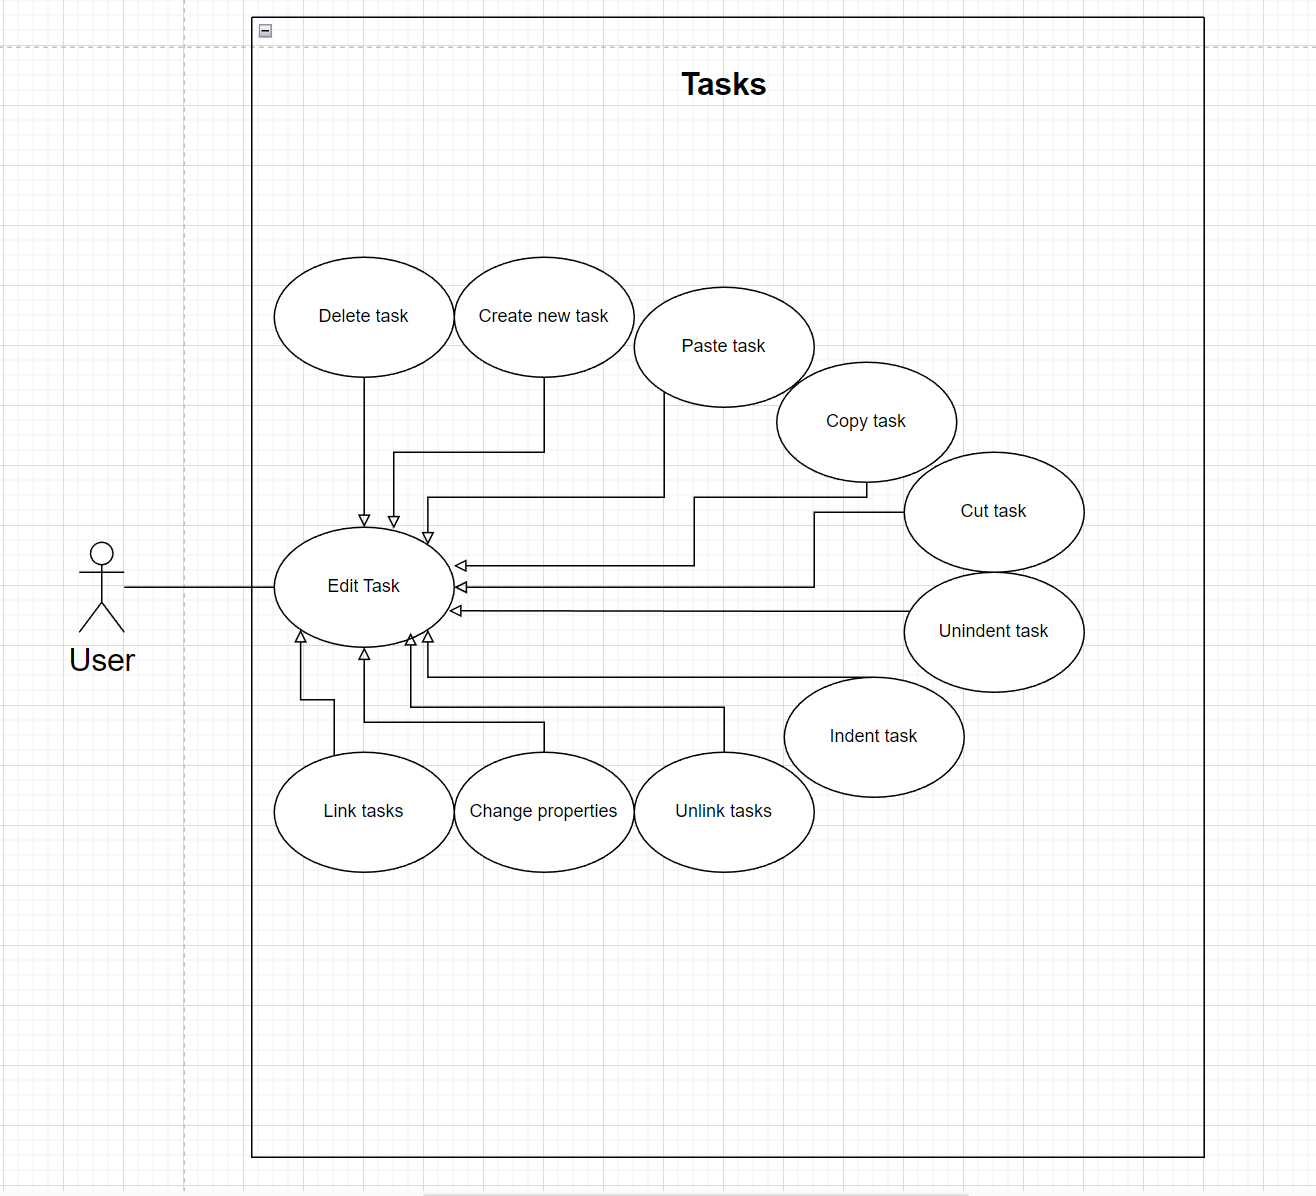 Tasks
Delete task
Create new task
Paste task
Copy task
Cut task
Edit Task
Unindent task
User
Indent task
Link tasks
Change properties
Unlink tasks